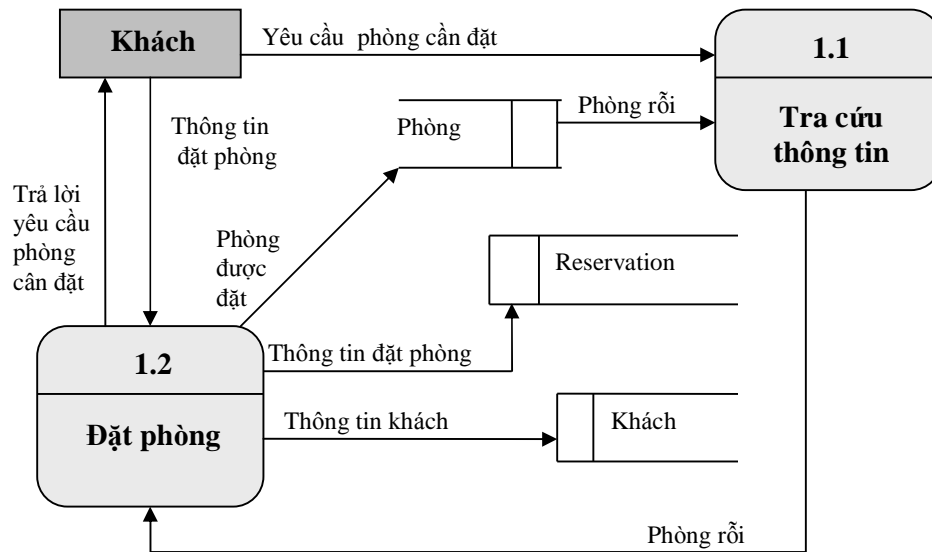 Khách
Yêu cầu phòng cần đặt
1.1
Tra cứu
thông tin
Phòng
Phòng rỗi
Thông tin
đặt phòng
Trả lời
yêu cầu
phòng
cân đặt
Phòng
được
đặt
Reservation
1.2
Đặt phòng
Thông tin đặt phòng
Thông tin khách
Khách
Phòng rỗi